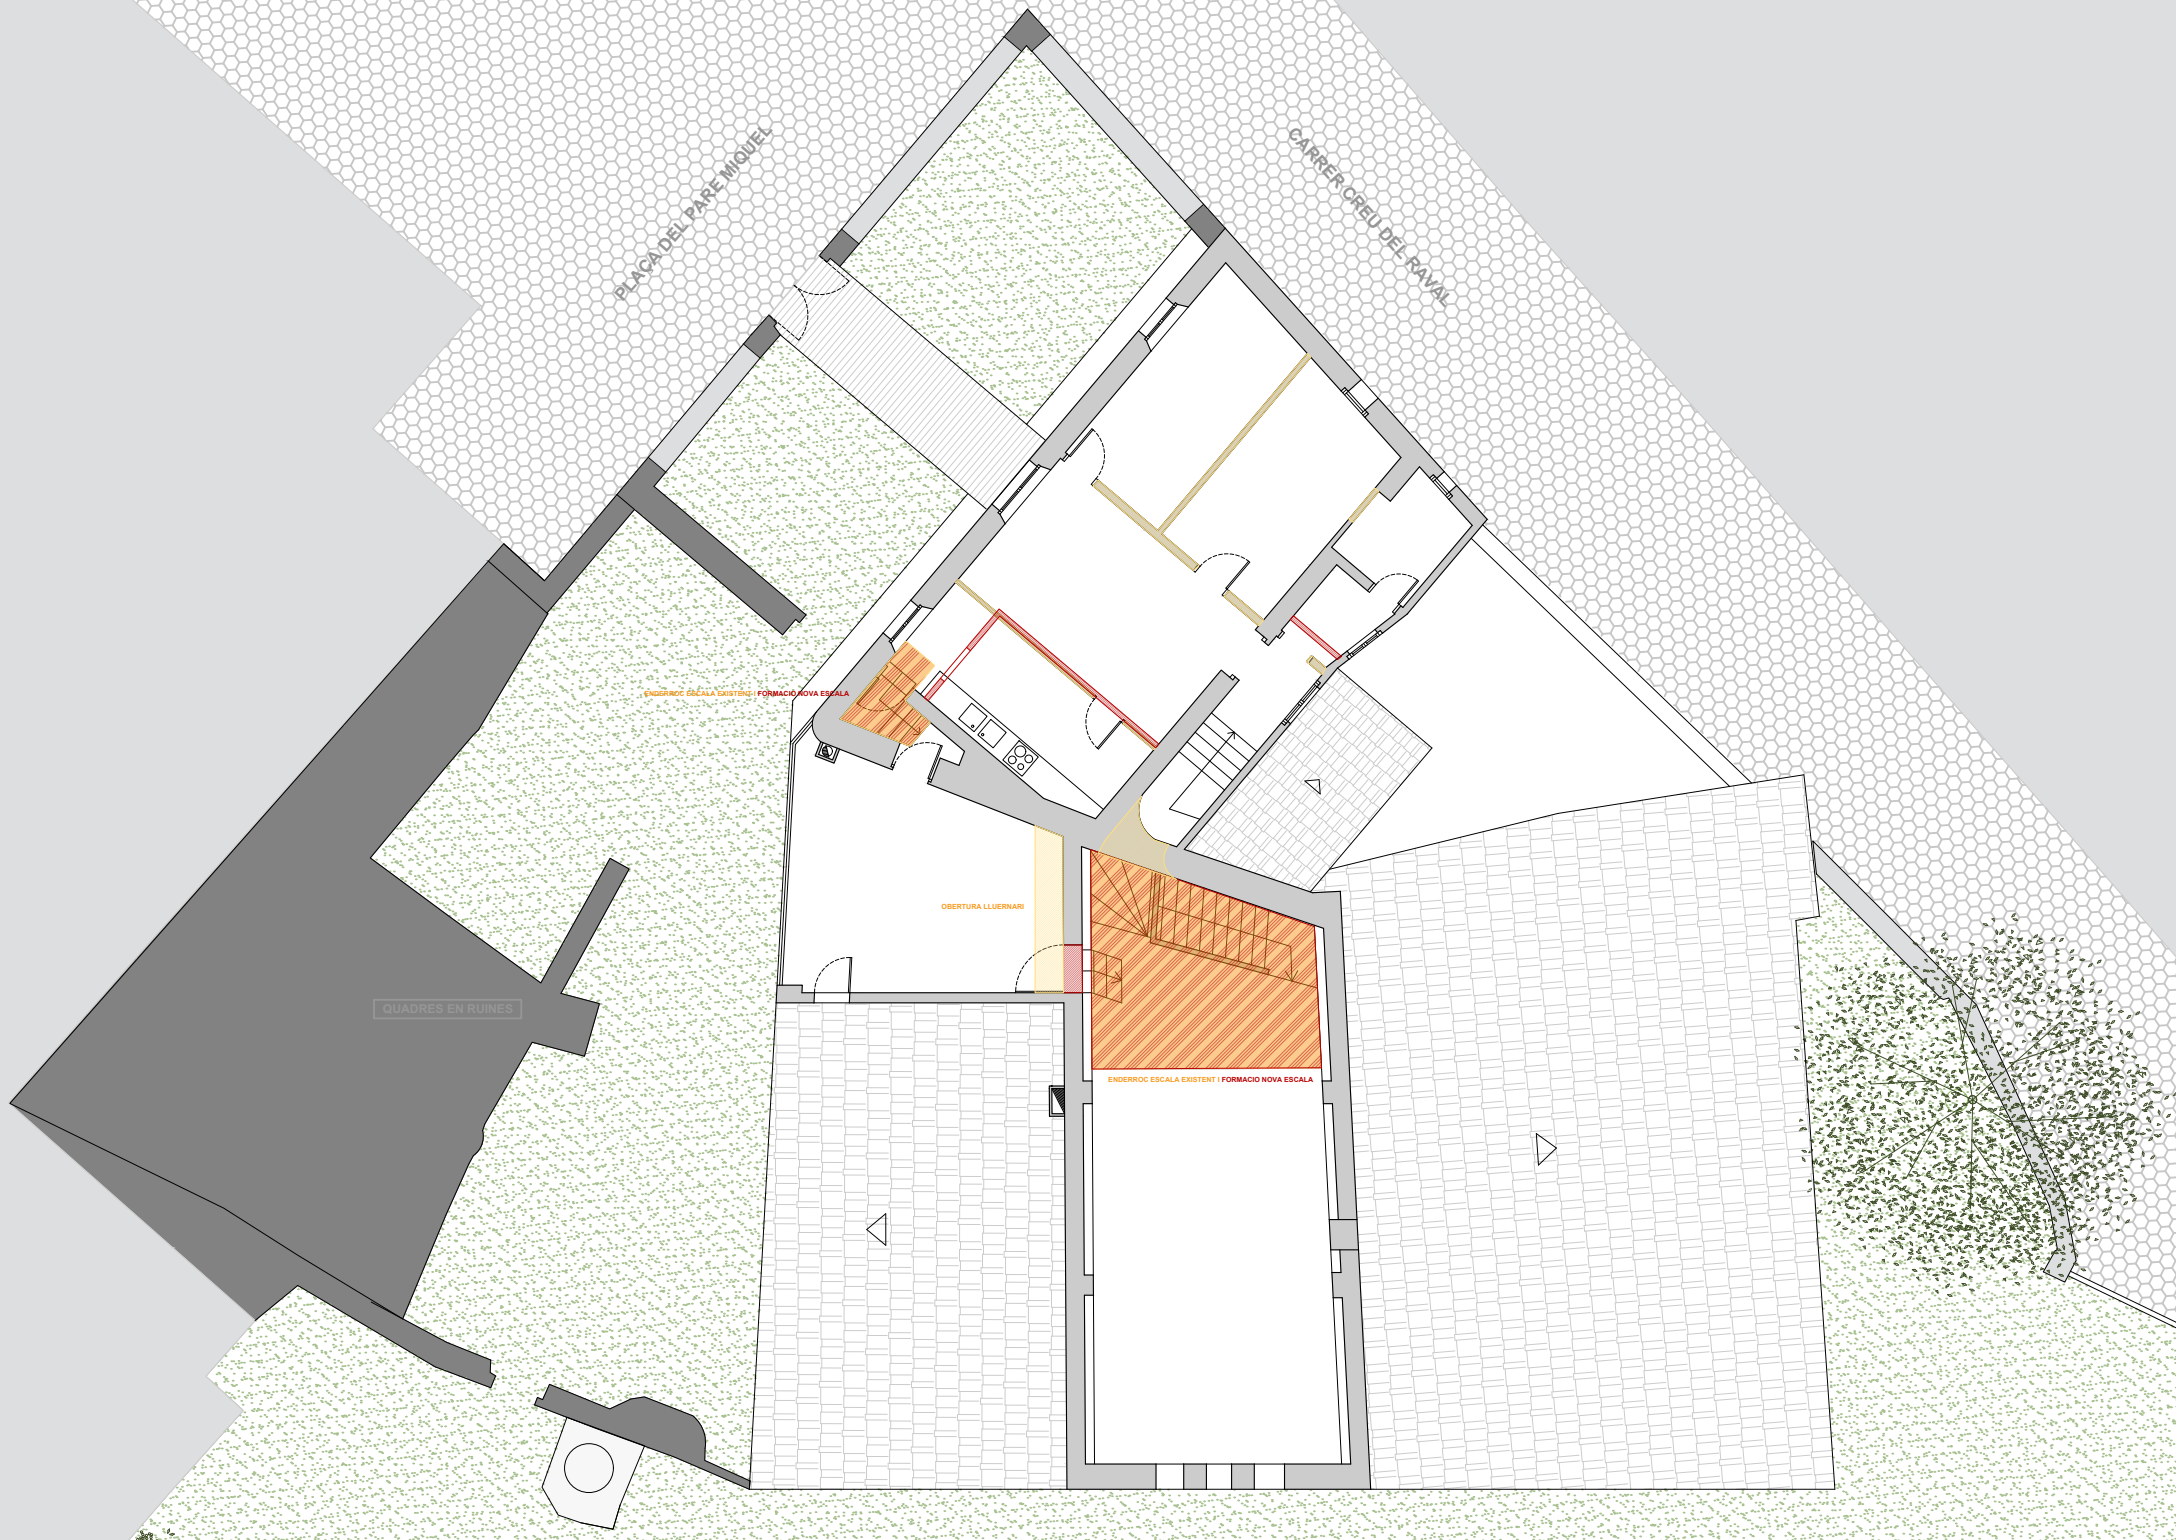 PLAÇA DEL PARE MIQUEL
CARRER CREU DEL RAVAL
ENDERROC ESCALA EXISTENT I FORMACIÓ NOVA ESCALA
OBERTURA LLUERNARI
QUADRES EN RUINES
ENDERROC ESCALA EXISTENT I FORMACIO NOVA ESCALA